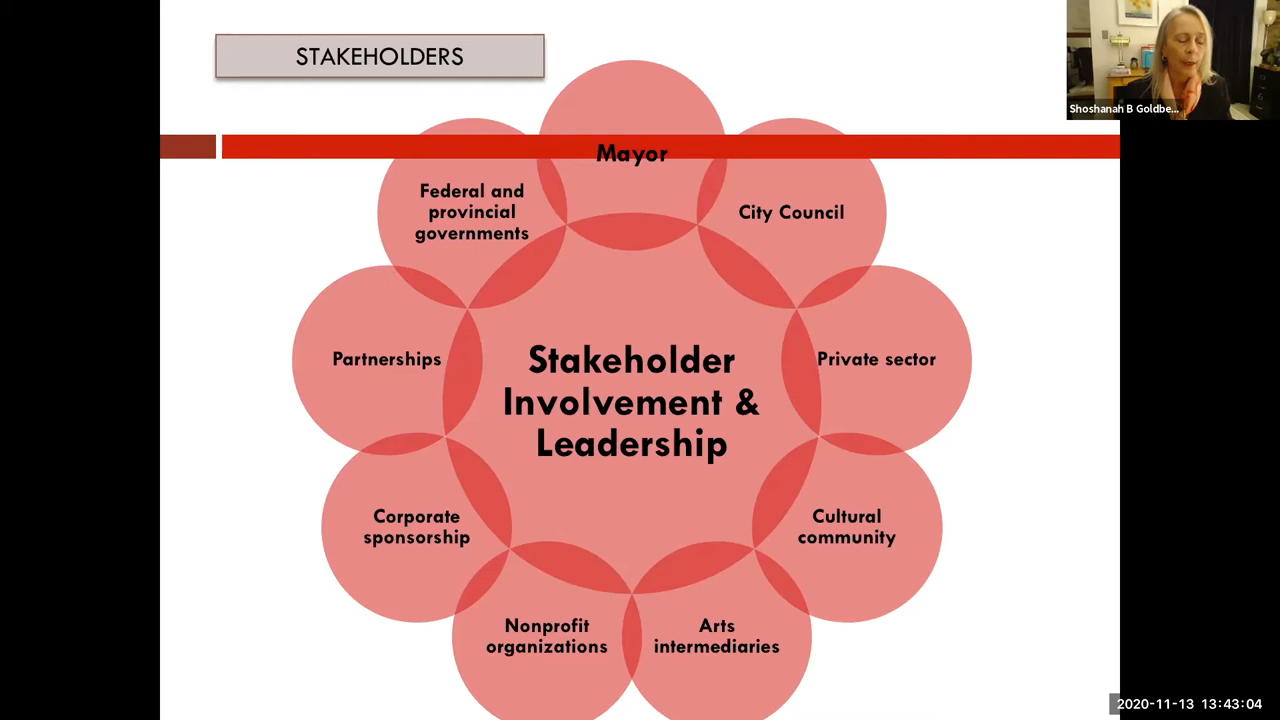 STAKEHOLDERS
Shoshanah B Goldbe...
Mayor
Federal and
provincial
governments
City Council
Partnerships
Stakeholder
Involvement &
Leadership
Private sector
Corporate
sponsorship
Cultural
community
Nonprofit
organizations
Arts
intermediaries
2020-11-13 13:43:04